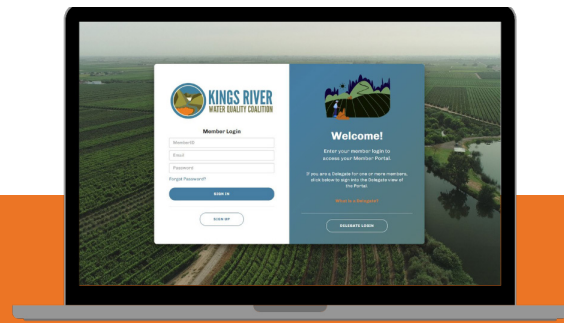 KINGS RIVER
WATER QUALITY COALITION
Member Login
MemberID
Email
Password
Forgot Password?
SIGN IN
SIGN UP
Welcome!
Enter your member login to
access your Member Portal.
If you are a Delegate for one or more members,
click below to sign into the Delegate view of
the Portal.
What is a Delegate?
DELEGATE LOGIN